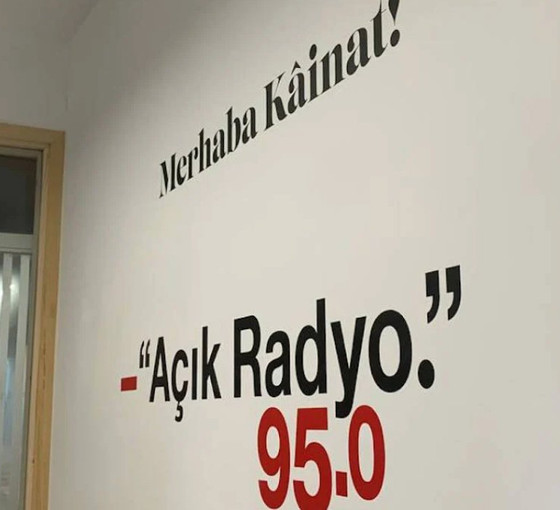 Merhaba Kâinat!
–“Açık Radyo.”
95.0